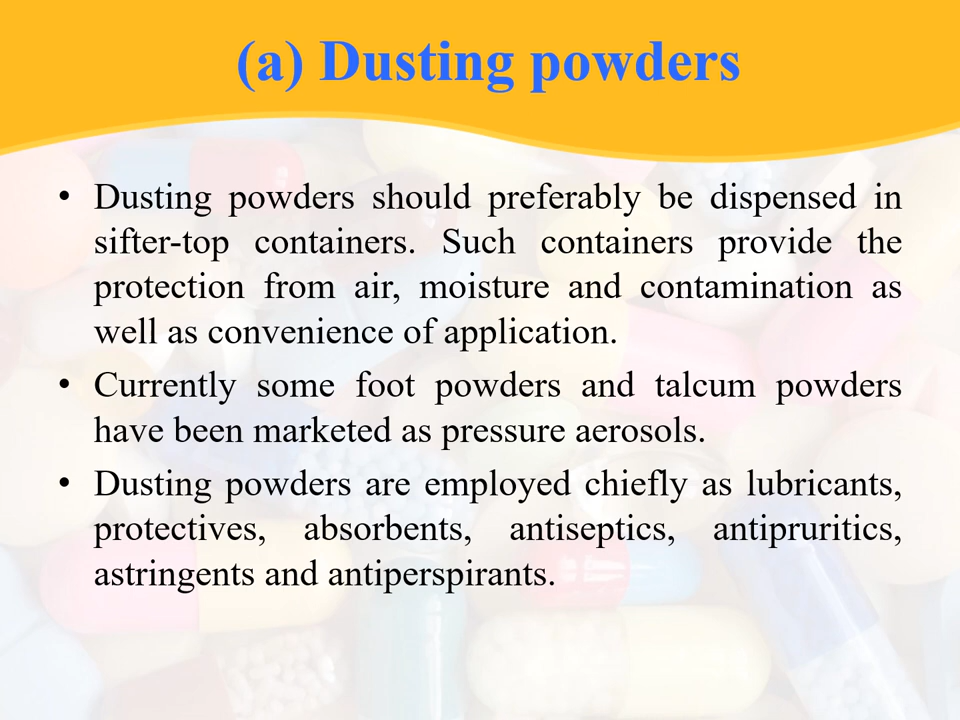 (a) Dusting powders
• Dusting powders should preferably be dispensed in
sifter-top containers. Such containers provide the
protection from air, moisture and contamination as
well as convenience of application.
• Currently some foot powders and talcum powders
have been marketed as pressure aerosols.
• Dusting powders are employed chiefly as lubricants,
protectives, absorbents, antiseptics, antipruritics,
astringents and antiperspirants.